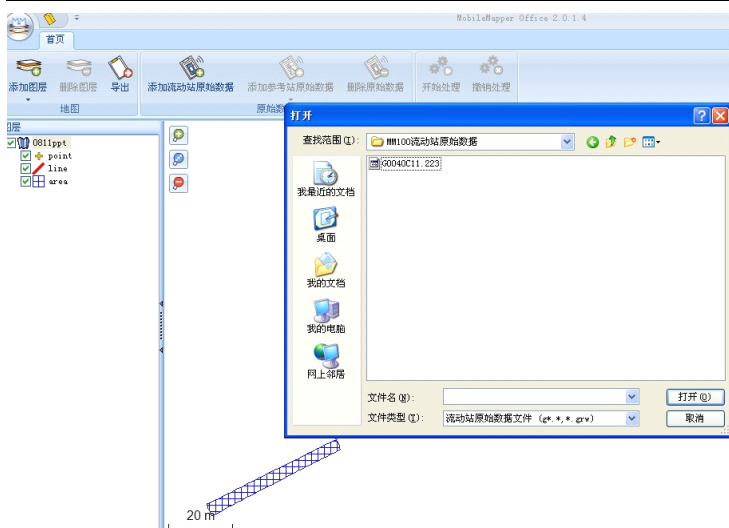 MobileMapper Office 2.0.1.4
首页
添加图层 删除图层 导出 添加流动站原始数据 添加参考站原始数据 删除原始数据 开始处理 撤销处理
地图 原始数
图层
0811ppt
point
line
area
打开
查找范围(I): MM100流动站原始数据
G0040C11.223
我最近的文档
桌面
我的文档
我的电脑
网上邻居
文件名(N): 打开(O)
文件类型(T): 流动站原始数据文件 (g*.*,*.grw) 取消
20 m